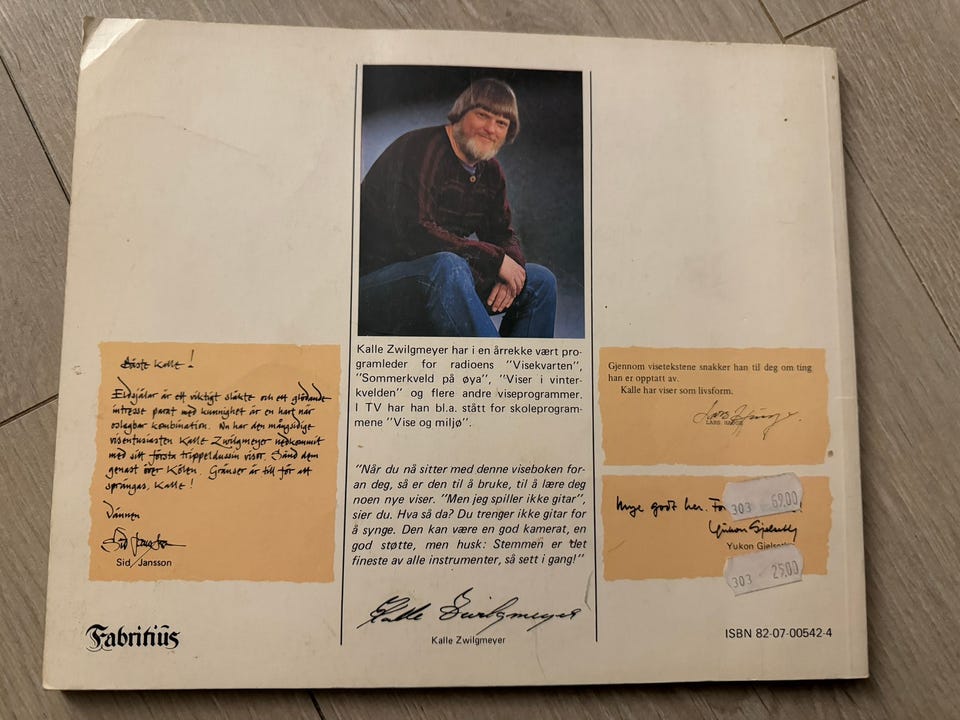 Bäste Kalle!
Eldsjälar är ett viktigt släkte och ett glödande
intresse parat med kunnighet är en hart när
oslagbar kombination. Nu har den mångsidige
visentusiasten Kalle Zwilgmeyer nedkommit
med sitt första trippeldussin visor. Sänd dem
genast över Kölen. Gränser är till för att
sprängas, Kalle!
Vännen
Sid Jansson
Sid Jansson
Fabritius
Kalle Zwilgmeyer har i en årrekke vært pro-
gramleder for radioens "Visekvarten",
"Sommerkveld på øya", "Viser i vinter-
kvelden" og flere andre viseprogrammer.
I TV har han bl.a. stått for skoleprogram-
mene "Vise og miljø".
"Når du nå sitter med denne viseboken for-
an deg, så er den til å bruke, til å lære deg
noen nye viser. "Men jeg spiller ikke gitar",
sier du. Hva så da? Du trenger ikke gitar for
å synge. Den kan være en god kamerat, en
god støtte, men husk: Stemmen er det
fineste av alle instrumenter, så sett i gang!"
Kalle Zwilgmeyer
Kalle Zwilgmeyer
Gjennom visetekstene snakker han til deg om ting
han er opptatt av.
Kalle har viser som livsform.
LARS
Mye godt her.
303 69,00
Yukon Gjelseth
Yukon Gjelseth
303 25,00
ISBN 82-07-00542-4